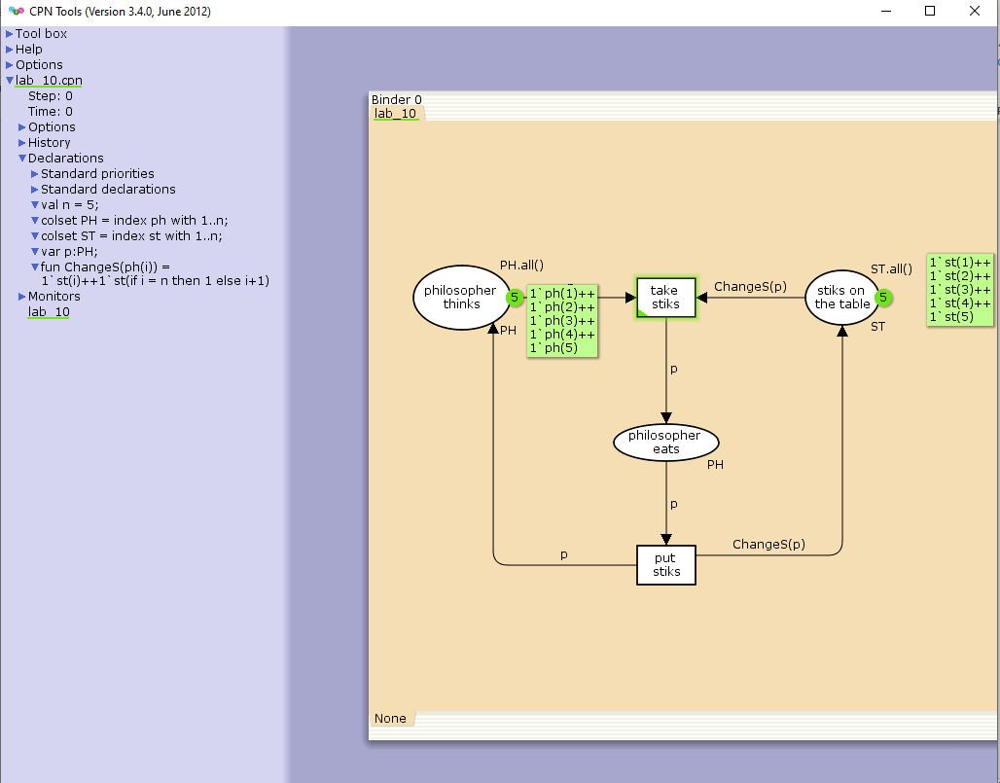 CPN Tools (Version 3.4.0, June 2012)
Tool box
Help
Options
lab_10.cpn
Step: 0
Time: 0
Options
History
Declarations
Standard priorities
Standard declarations
val n = 5;
colset PH = index ph with 1..n;
colset ST = index st with 1..n;
var p:PH;
fun ChangeS(ph(i)) =
1`st(i)++1`st(if i = n then 1 else i+1)
Monitors
lab_10
Binder 0
lab_10
PH.all()
philosopher
thinks
5
1`ph(1)++
1`ph(2)++
1`ph(3)++
1`ph(4)++
1`ph(5)
PH
take
stiks
ChangeS(p)
ST.all()
stiks on
the table
5
ST
1`st(1)++
1`st(2)++
1`st(3)++
1`st(4)++
1`st(5)
p
philosopher
eats
PH
p
put
stiks
p
ChangeS(p)
None